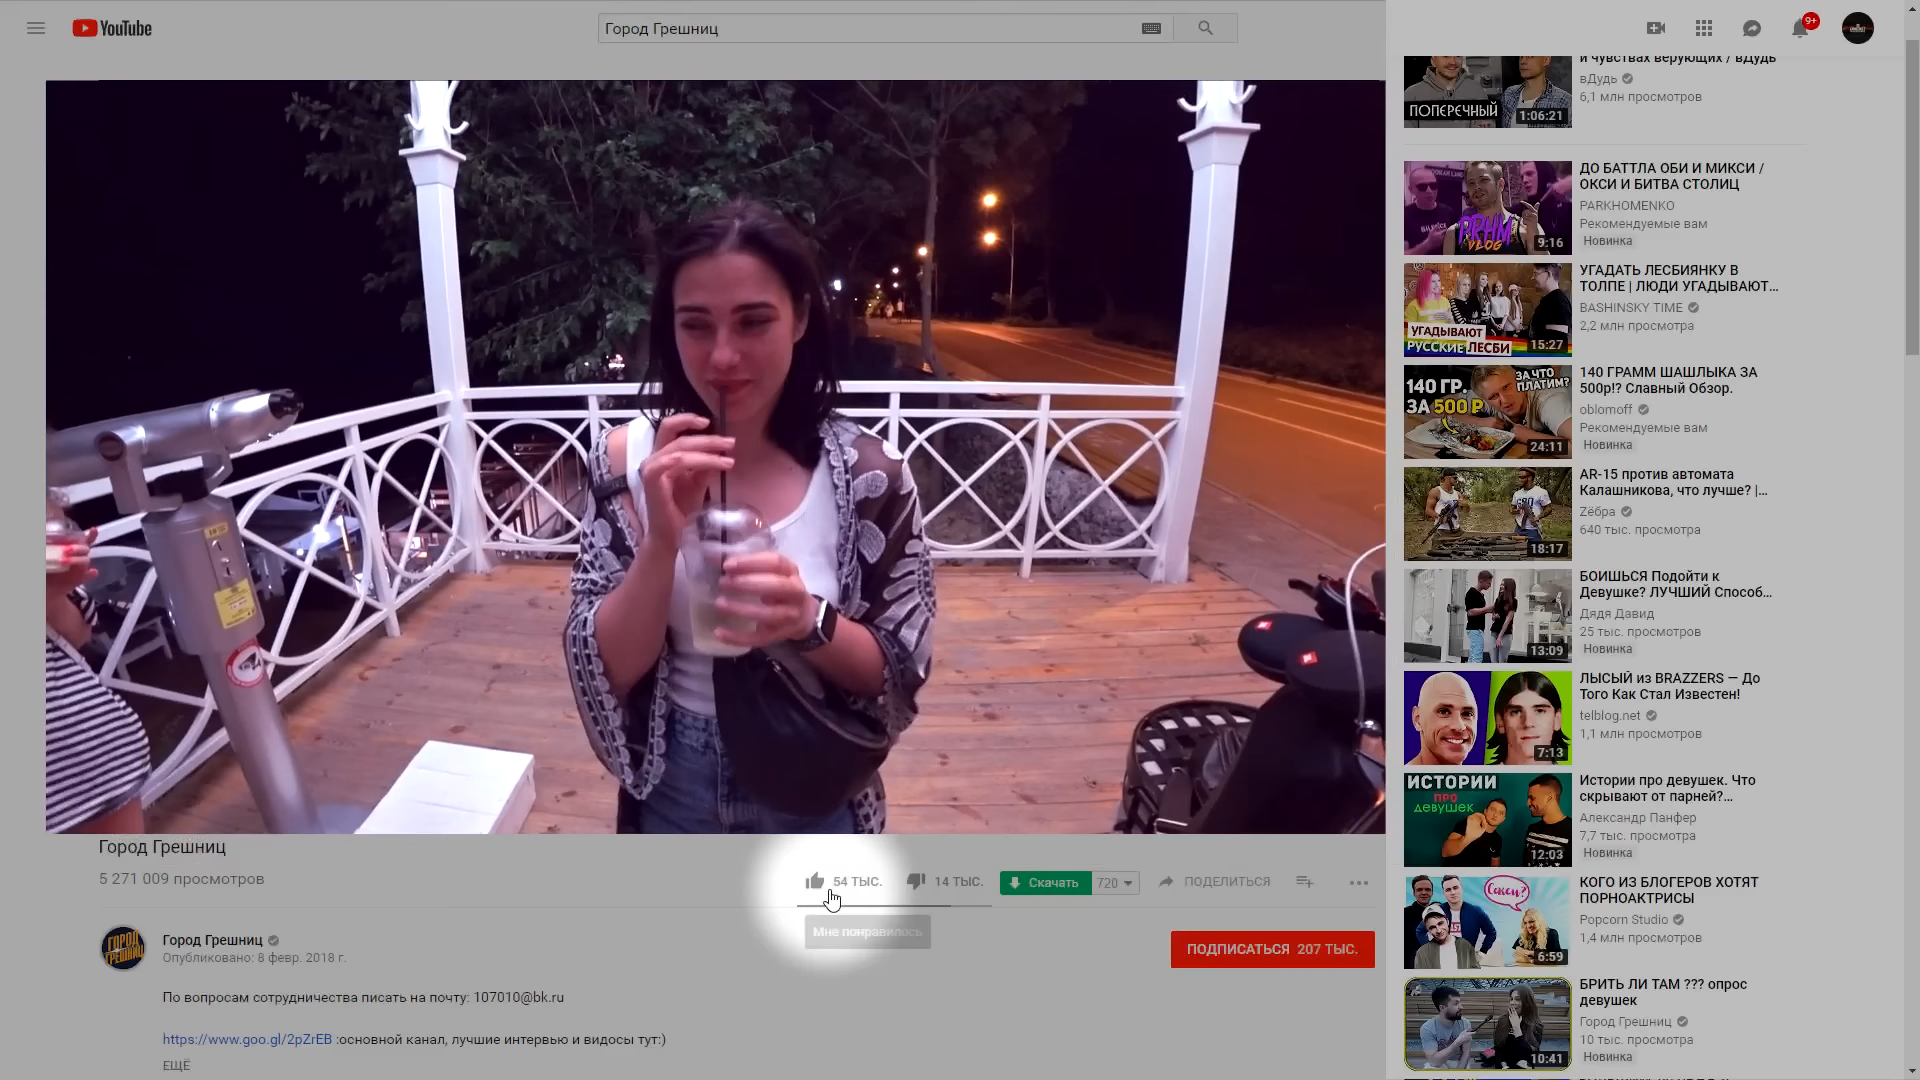 YouTube
Город Грешниц
9+
Город Грешниц
5 271 009 просмотров
54 ТЫС.
14 ТЫС.
Скачать
720
ПОДЕЛИТЬСЯ
Мне понравилось
ГОРОД ГРЕШНИЦ
Город Грешниц
Опубликовано: 8 февр. 2018 г.
ПОДПИСАТЬСЯ 207 ТЫС.
По вопросам сотрудничества писать на почту: 107010@bk.ru
https://www.goo.gl/2pZrEB :основной канал, лучшие интервью и видосы тут:)
ЕЩЁ
ПОПЕРЕЧНЫЙ
1:06:21
и чувствах верующих / вДудь
вДудь
6,1 млн просмотров
PRHM
VLOG
9:16
ДО БАТТЛА ОБИ И МИКСИ /
ОКСИ И БИТВА СТОЛИЦ
PARKHOMENKO
Рекомендуемые вам
Новинка
УГАДЫВАЮТ
РУССКИЕ ЛЕСБИ
15:27
УГАДАТЬ ЛЕСБИЯНКУ В
ТОЛПЕ | ЛЮДИ УГАДЫВАЮТ...
BASHINSKY TIME
2,2 млн просмотра
140 ГР.
ЗА 500 ₽
ЗА ЧТО
ПЛАТИМ?
24:11
140 ГРАММ ШАШЛЫКА ЗА
500р!? Славный Обзор.
oblomoff
Рекомендуемые вам
Новинка
18:17
AR-15 против автомата
Калашникова, что лучше? |...
Zёбра
640 тыс. просмотра
13:09
БОИШЬСЯ Подойти к
Девушке? ЛУЧШИЙ Способ...
Дядя Давид
25 тыс. просмотров
Новинка
7:13
ЛЫСЫЙ из BRAZZERS — До
Того Как Стал Известен!
telblog.net
1,1 млн просмотров
ИСТОРИИ
ПРО
девушек
12:03
Истории про девушек. Что
скрывают от парней?...
Александр Панфер
7,7 тыс. просмотра
Новинка
Сокси?
6:59
КОГО ИЗ БЛОГЕРОВ ХОТЯТ
ПОРНОАКТРИСЫ
Popcorn Studio
1,4 млн просмотров
10:41
БРИТЬ ЛИ ТАМ ??? опрос
девушек
Город Грешниц
10 тыс. просмотра
Новинка